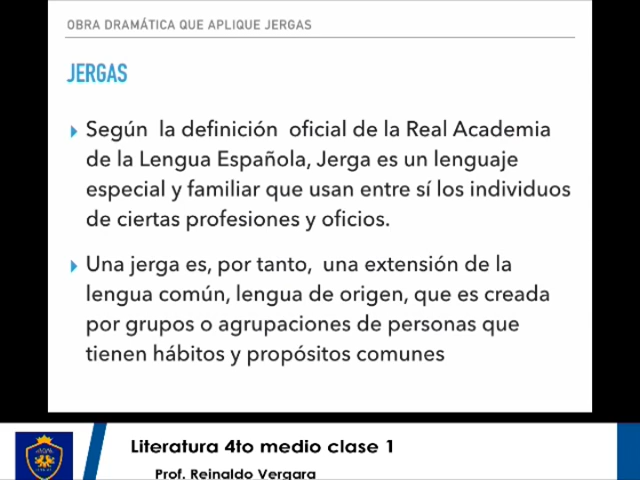 OBRA DRAMÁTICA QUE APLIQUE JERGAS
JERGAS
Según la definición oficial de la Real Academia
de la Lengua Española, Jerga es un lenguaje
especial y familiar que usan entre sí los individuos
de ciertas profesiones y oficios.
Una jerga es, por tanto, una extensión de la
lengua común, lengua de origen, que es creada
por grupos o agrupaciones de personas que
tienen hábitos y propósitos comunes
Literatura 4to medio clase 1
Prof. Reinaldo Vergara